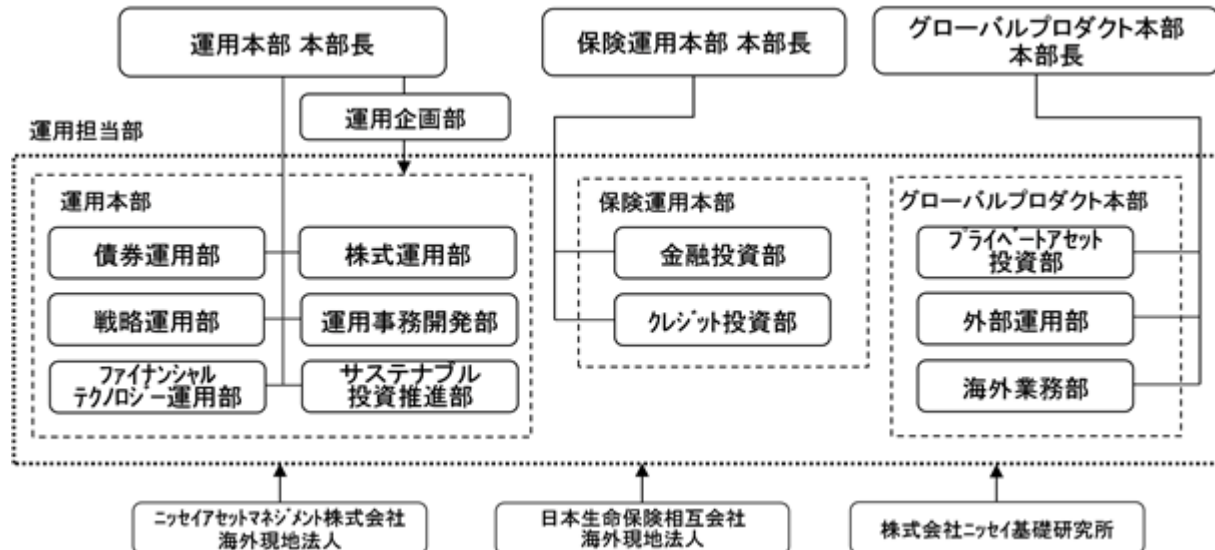 運用本部 本部長
保険運用本部 本部長
グローバルプロダクト本部
本部長
運用企画部
運用担当部
運用本部
債券運用部
株式運用部
戦略運用部
運用事務開発部
ファイナンシャル
テクノロジー運用部
サステナブル
投資推進部
保険運用本部
金融投資部
クレジット投資部
グローバルプロダクト本部
プライベートアセット
投資部
外部運用部
海外業務部
ニッセイアセットマネジメント株式会社
海外現地法人
日本生命保険相互会社
海外現地法人
株式会社ニッセイ基礎研究所